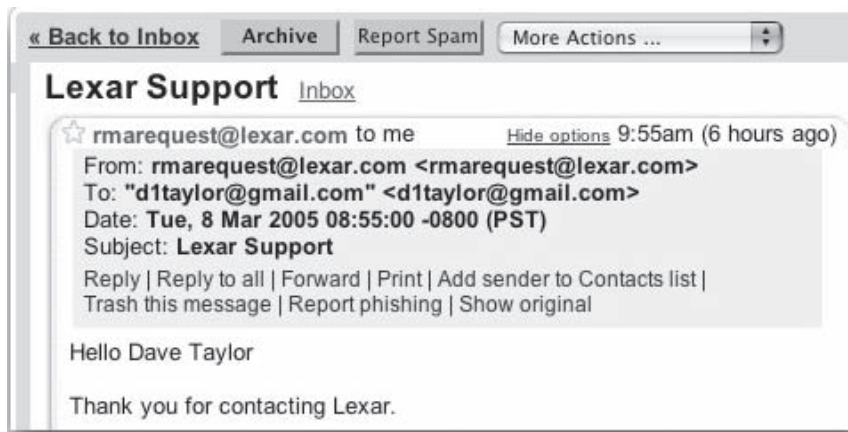 « Back to Inbox Archive Report Spam More Actions ...
Lexar Support Inbox
rmarequest@lexar.com to me Hide options 9:55am (6 hours ago)
From: rmarequest@lexar.com <rmarequest@lexar.com>
To: "d1taylor@gmail.com" <d1taylor@gmail.com>
Date: Tue, 8 Mar 2005 08:55:00 -0800 (PST)
Subject: Lexar Support
Reply | Reply to all | Forward | Print | Add sender to Contacts list |
Trash this message | Report phishing | Show original
Hello Dave Taylor
Thank you for contacting Lexar.